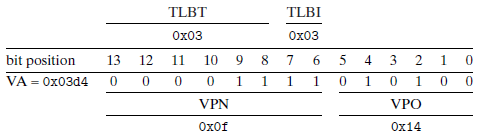 TLBT TLBI
0x03 0x03
bit position 13 12 11 10 9 8 7 6 5 4 3 2 1 0
VA = 0x03d4 0 0 0 0 1 1 1 1 0 1 0 1 0 0
VPN VPO
0x0f 0x14